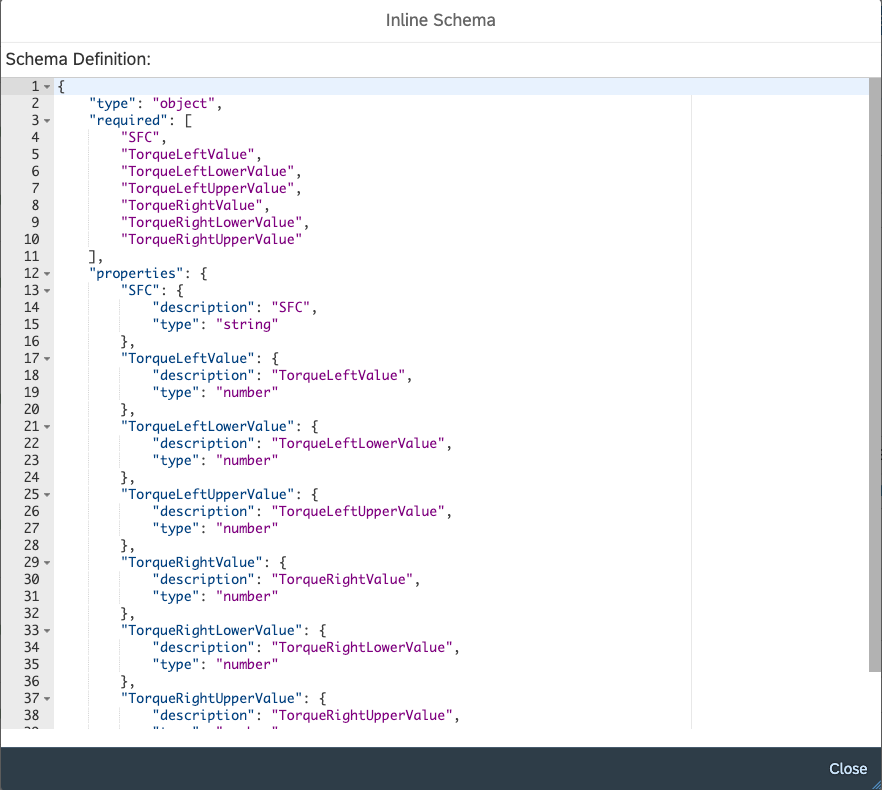 Inline Schema
Schema Definition:
1 {
2     "type": "object",
3     "required": [
4         "SFC",
5         "TorqueLeftValue",
6         "TorqueLeftLowerValue",
7         "TorqueLeftUpperValue",
8         "TorqueRightValue",
9         "TorqueRightLowerValue",
10         "TorqueRightUpperValue"
11     ],
12     "properties": {
13         "SFC": {
14             "description": "SFC",
15             "type": "string"
16         },
17         "TorqueLeftValue": {
18             "description": "TorqueLeftValue",
19             "type": "number"
20         },
21         "TorqueLeftLowerValue": {
22             "description": "TorqueLeftLowerValue",
23             "type": "number"
24         },
25         "TorqueLeftUpperValue": {
26             "description": "TorqueLeftUpperValue",
27             "type": "number"
28         },
29         "TorqueRightValue": {
30             "description": "TorqueRightValue",
31             "type": "number"
32         },
33         "TorqueRightLowerValue": {
34             "description": "TorqueRightLowerValue",
35             "type": "number"
36         },
37         "TorqueRightUpperValue": {
38             "description": "TorqueRightUpperValue",
Close